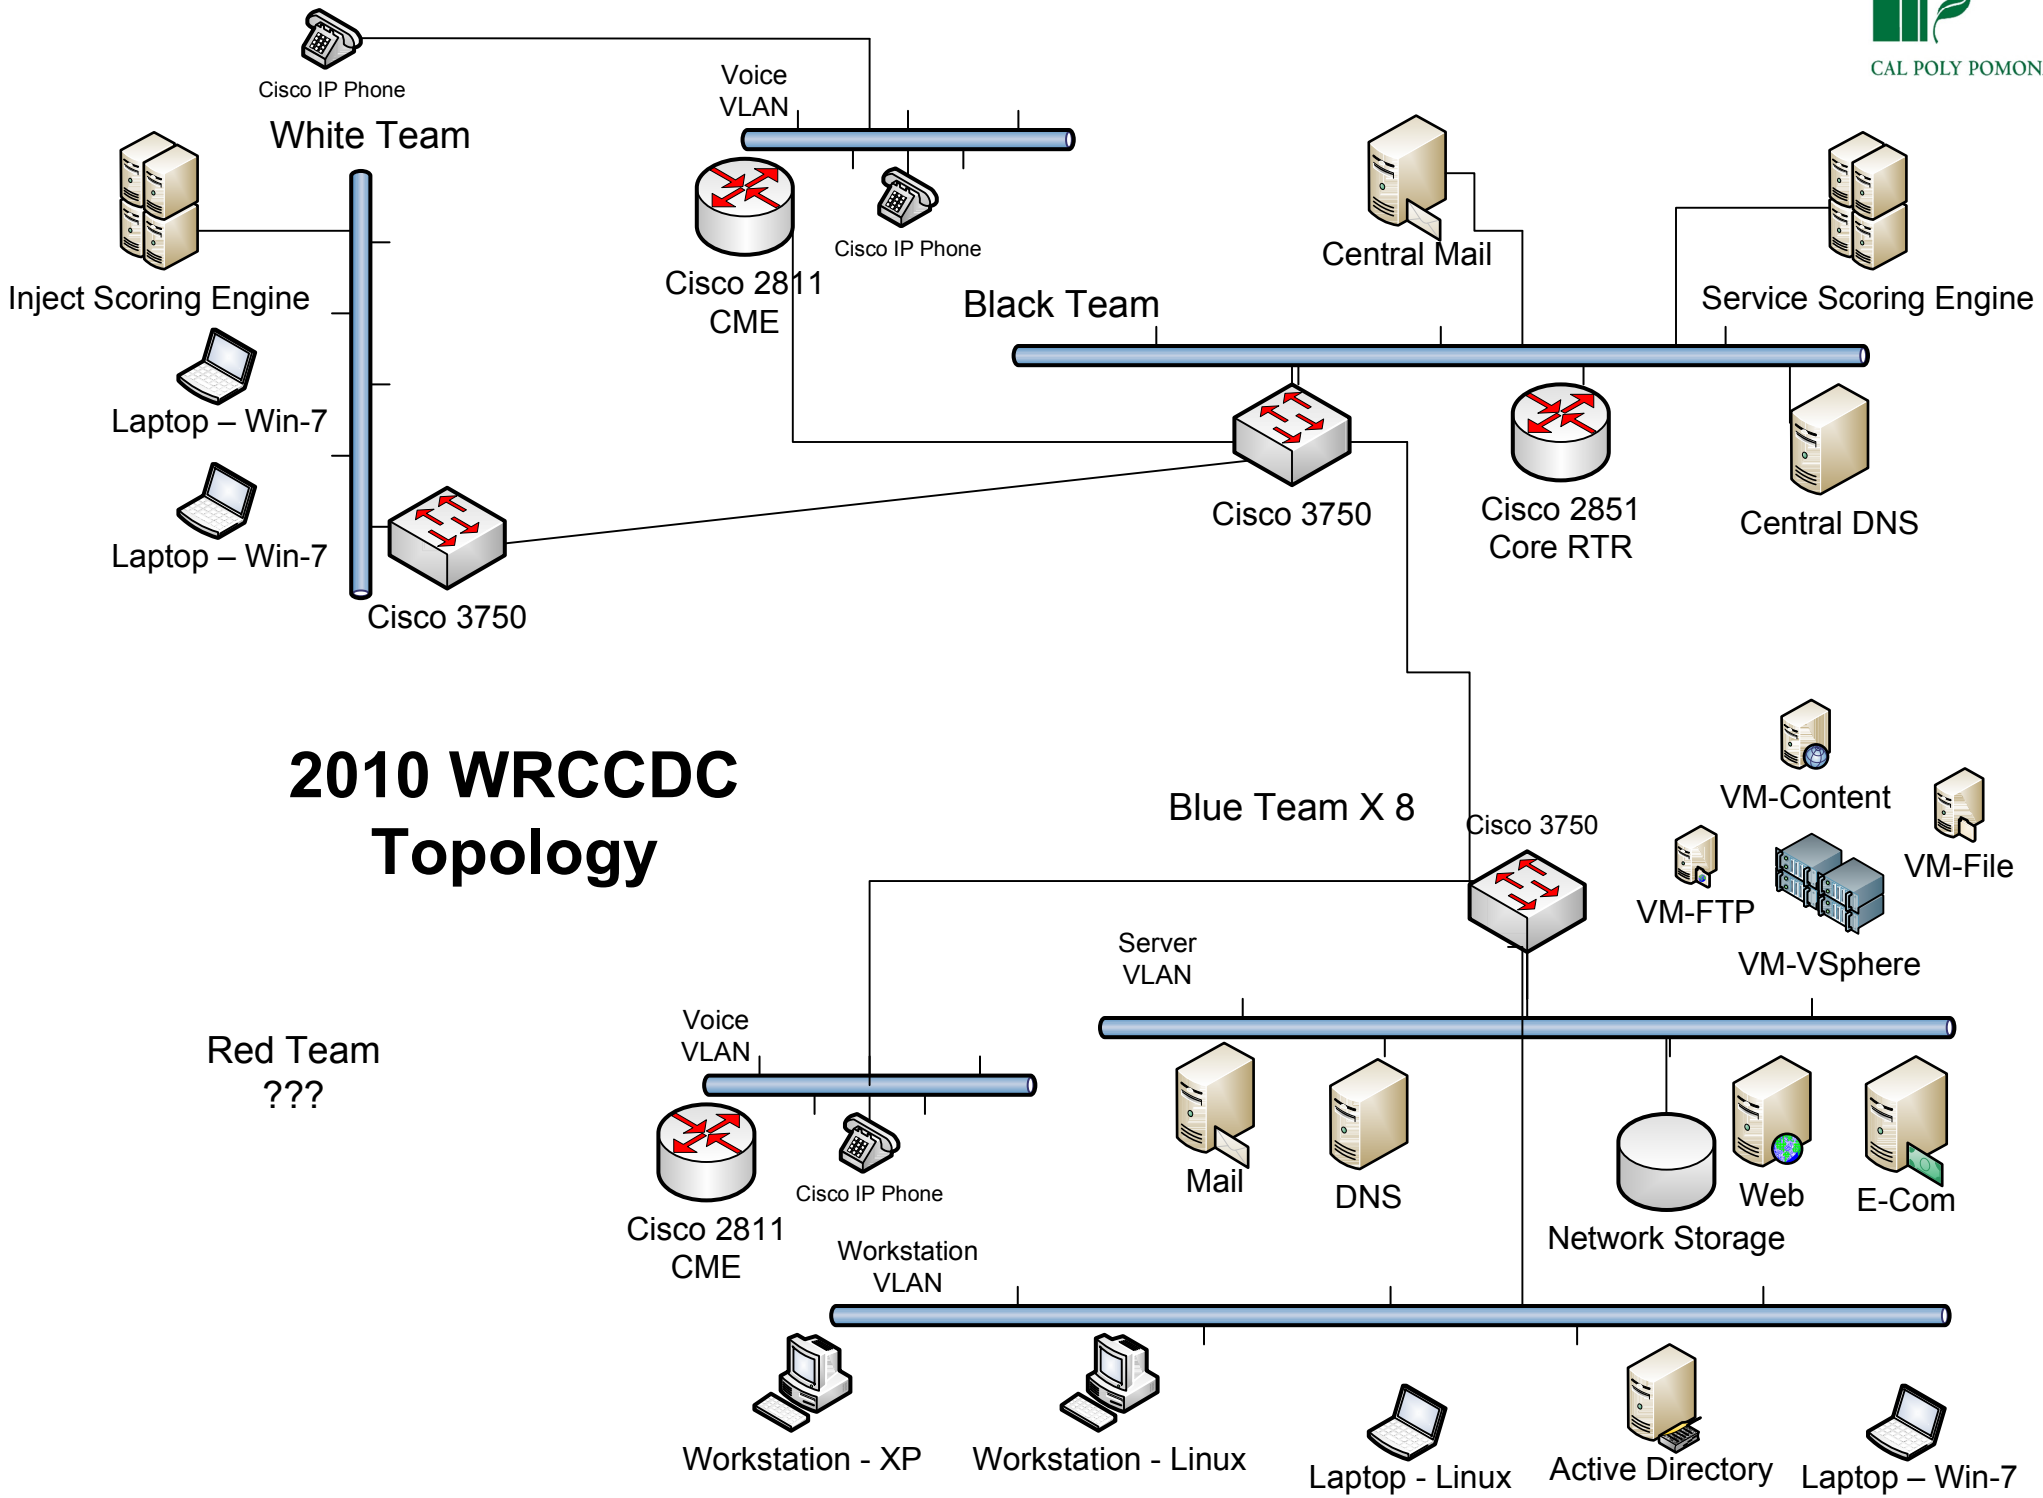 CAL POLY POMON
Cisco IP Phone
White Team
Voice
VLAN
Cisco IP Phone
Cisco 2811
CME
Inject Scoring Engine
Laptop – Win-7
Laptop – Win-7
Cisco 3750
Black Team
Central Mail
Service Scoring Engine
Cisco 3750
Cisco 2851
Core RTR
Central DNS
2010 WRCCDC
Topology
Red Team
???
Blue Team X 8
Cisco 3750
VM-Content
VM-File
VM-FTP
VM-VSphere
Server
VLAN
Voice
VLAN
Cisco IP Phone
Cisco 2811
CME
Mail
DNS
Network Storage
Web
E-Com
Workstation
VLAN
Workstation - XP
Workstation - Linux
Laptop - Linux
Active Directory
Laptop – Win-7